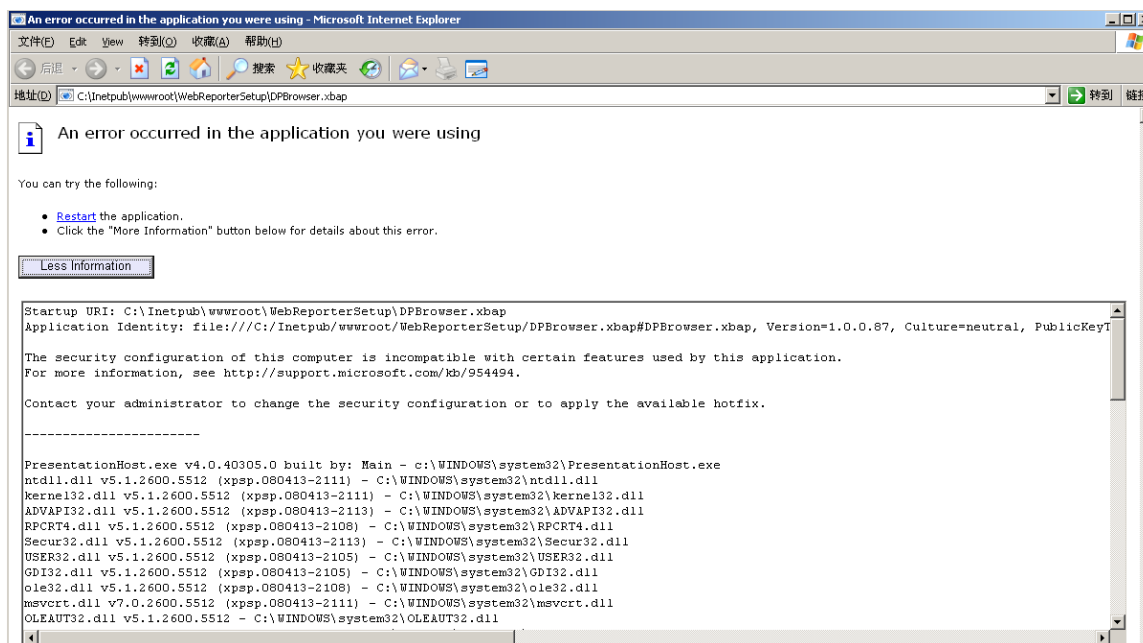 An error occurred in the application you were using - Microsoft Internet Explorer
文件(F) Edit View 转到(O) 收藏(A) 帮助(H)
后退 搜索 收藏夹
地址(D) C:\Inetpub\wwwroot\WebReporterSetup\DPBrowser.xbap 转到 链接
An error occurred in the application you were using
You can try the following:
Restart the application.
Click the "More Information" button below for details about this error.
Less Information
Startup URI: C:\Inetpub\wwwroot\WebReporterSetup\DPBrowser.xbap
Application Identity: file:///C:/Inetpub/wwwroot/WebReporterSetup/DPBrowser.xbap#DPBrowser.xbap, Version=1.0.0.87, Culture=neutral, PublicKeyT
The security configuration of this computer is incompatible with certain features used by this application.
For more information, see http://support.microsoft.com/kb/954494.
Contact your administrator to change the security configuration or to apply the available hotfix.
-----------------------
PresentationHost.exe v4.0.40305.0 built by: Main - c:\WINDOWS\system32\PresentationHost.exe
ntdll.dll v5.1.2600.5512 (xpsp.080413-2111) - C:\WINDOWS\system32\ntdll.dll
kernel32.dll v5.1.2600.5512 (xpsp.080413-2111) - C:\WINDOWS\system32\kernel32.dll
ADVAPI32.dll v5.1.2600.5512 (xpsp.080413-2113) - C:\WINDOWS\system32\ADVAPI32.dll
RPCRT4.dll v5.1.2600.5512 (xpsp.080413-2108) - C:\WINDOWS\system32\RPCRT4.dll
Secur32.dll v5.1.2600.5512 (xpsp.080413-2113) - C:\WINDOWS\system32\Secur32.dll
USER32.dll v5.1.2600.5512 (xpsp.080413-2105) - C:\WINDOWS\system32\USER32.dll
GDI32.dll v5.1.2600.5512 (xpsp.080413-2105) - C:\WINDOWS\system32\GDI32.dll
ole32.dll v5.1.2600.5512 (xpsp.080413-2108) - C:\WINDOWS\system32\ole32.dll
msvcrt.dll v7.0.2600.5512 (xpsp.080413-2111) - C:\WINDOWS\system32\msvcrt.dll
OLEAUT32.dll v5.1.2600.5512 - C:\WINDOWS\system32\OLEAUT32.dll